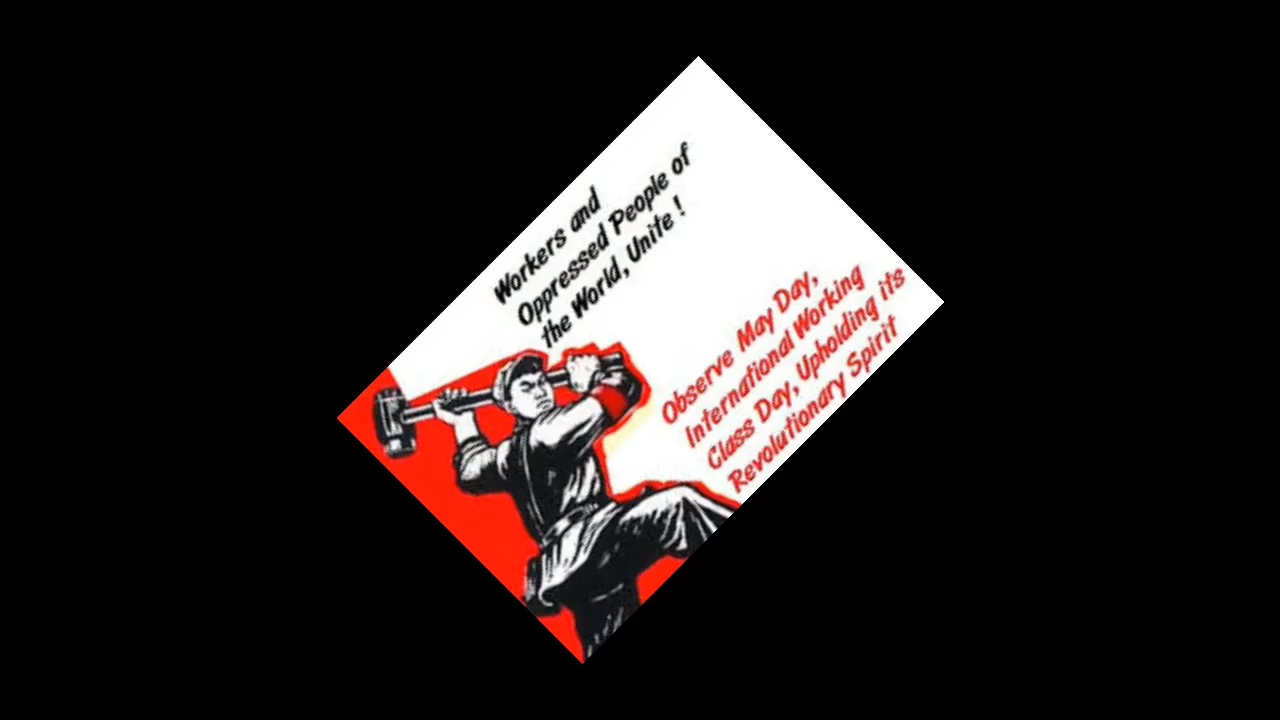 Workers and
Oppressed People of
the World, Unite !
Observe May Day,
International Working
Class Day, Upholding its
Revolutionary Spirit